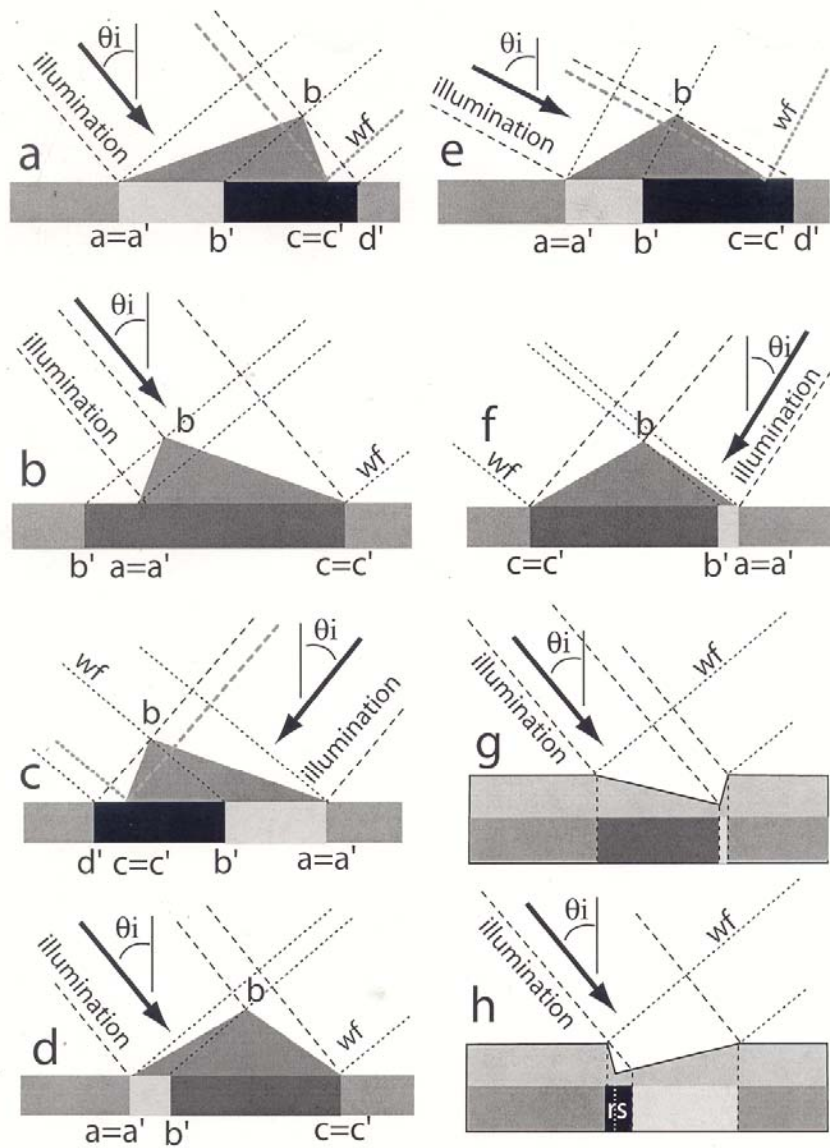 a
θi
illumination
b
wf
a=a'
b'
c=c'
d'
b
θi
illumination
b
wf
b'
a=a'
c=c'
c
wf
θi
b
illumination
d'
c=c'
b'
a=a'
d
θi
illumination
b
wf
a=a'
b'
c=c'
e
θi
illumination
b
wf
a=a'
b'
c=c'
d'
f
wf
b
θi
illumination
c=c'
b'
a=a'
g
θi
illumination
wf
h
θi
illumination
wf
rs